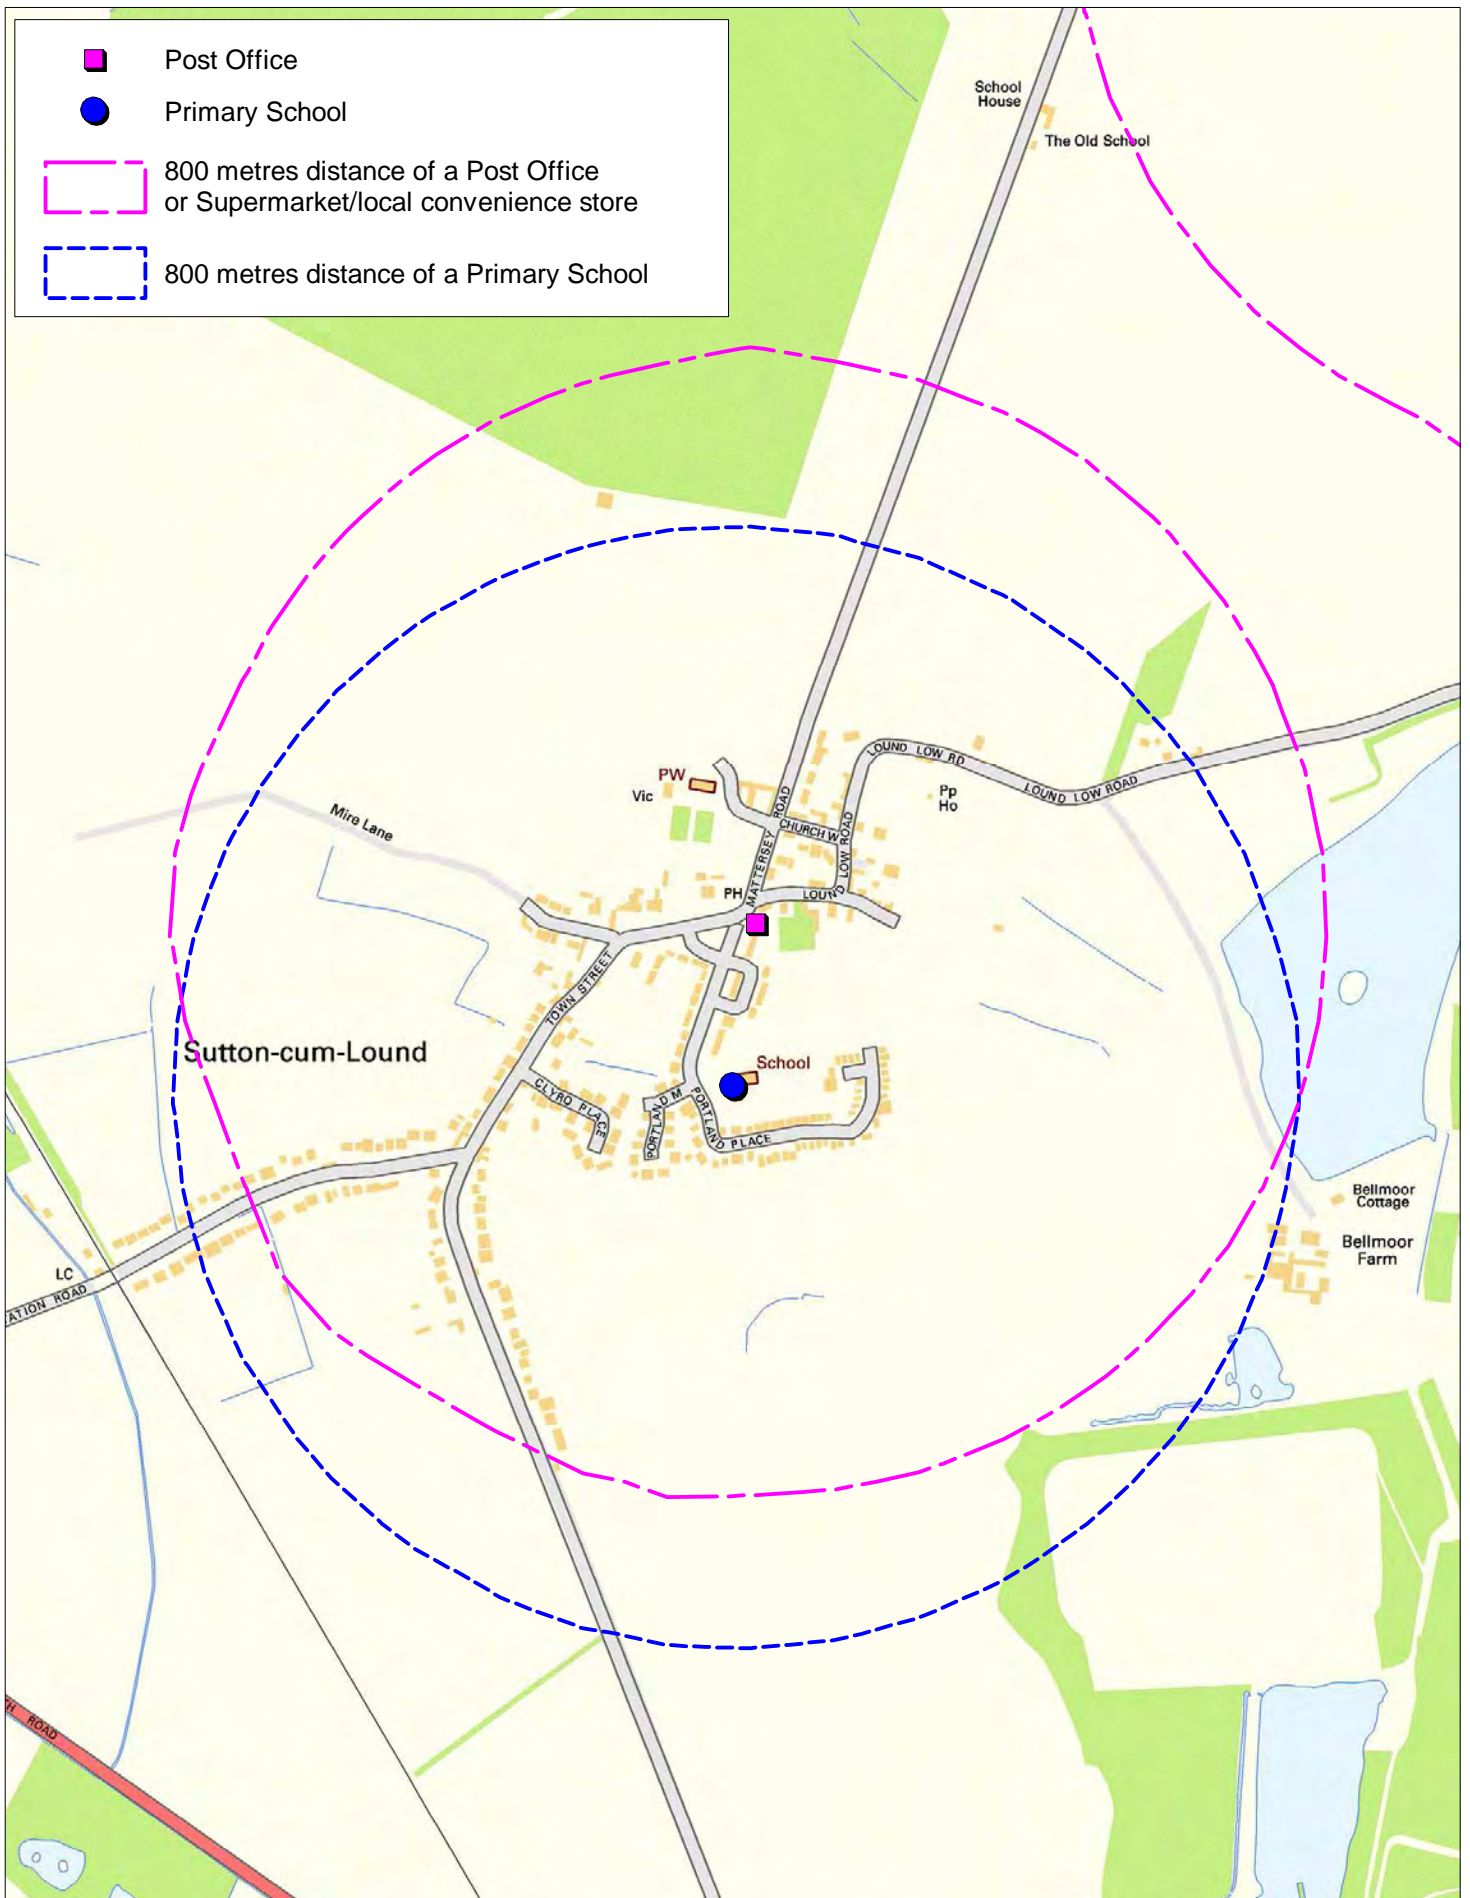 Post Office
Primary School
800 metres distance of a Post Office
or Supermarket/local convenience store
800 metres distance of a Primary School
School
House
The Old School
PW
Vic
Mire Lane
LOUND LOW RD
LOUND LOW ROAD
Pp
Ho
MATTERSEY ROAD
CHURCH W
LOUND LOW ROAD
PH
LOUND
TOWN STREET
Sutton-cum-Lound
School
CLYRO PLACE
PORTLAND M
PORTLAND PLACE
Bellmoor
Cottage
Bellmoor
Farm
LC
ATION ROAD
TH ROAD